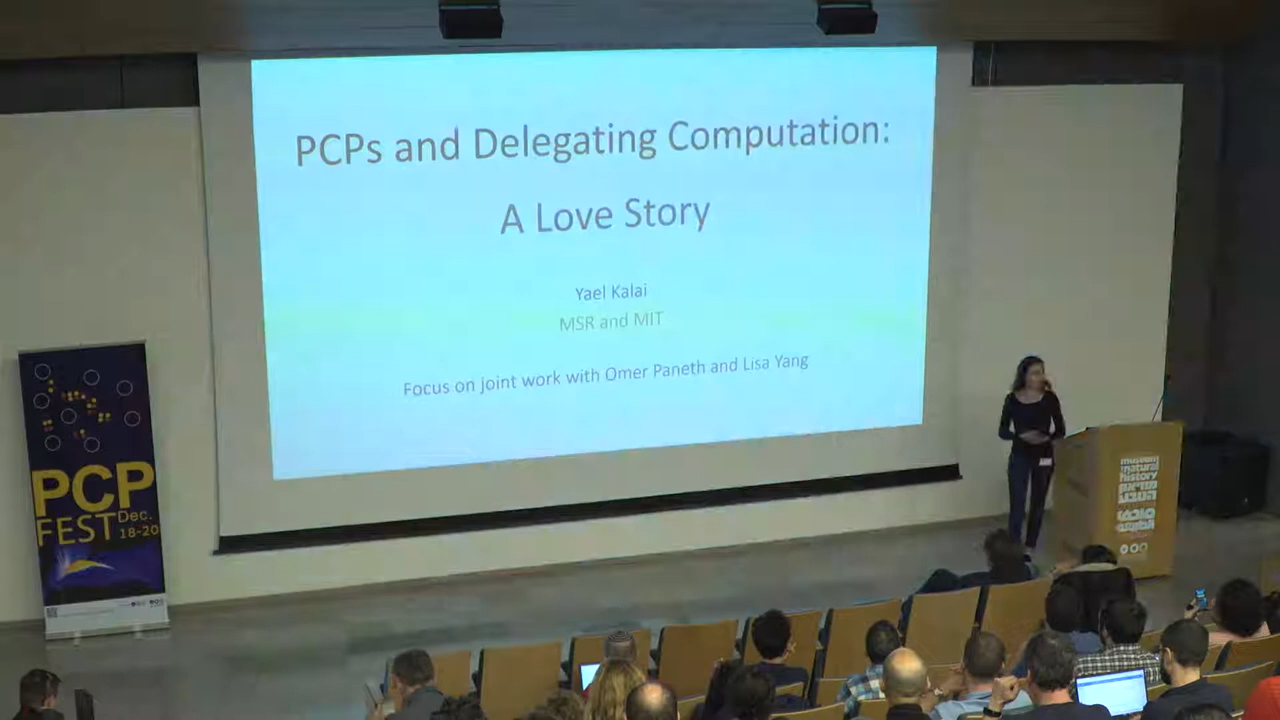 PCPs and Delegating Computation:
A Love Story
Yael Kalai
MSR and MIT
Focus on joint work with Omer Paneth and Lisa Yang
PCP
FEST Dec.
18-20
museum
natural
history